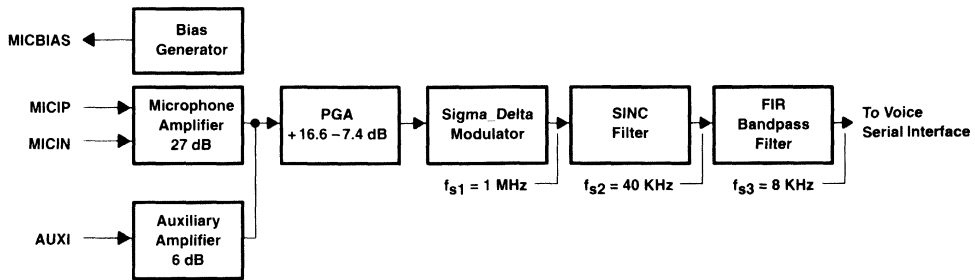 MICBIAS
Bias
Generator
MICIP
MICIN
Microphone
Amplifier
27 dB
PGA
+16.6 –7.4 dB
Sigma_Delta
Modulator
SINC
Filter
FIR
Bandpass
Filter
To Voice
Serial Interface
fs1 = 1 MHz
fs2 = 40 KHz
fs3 = 8 KHz
AUXI
Auxiliary
Amplifier
6 dB